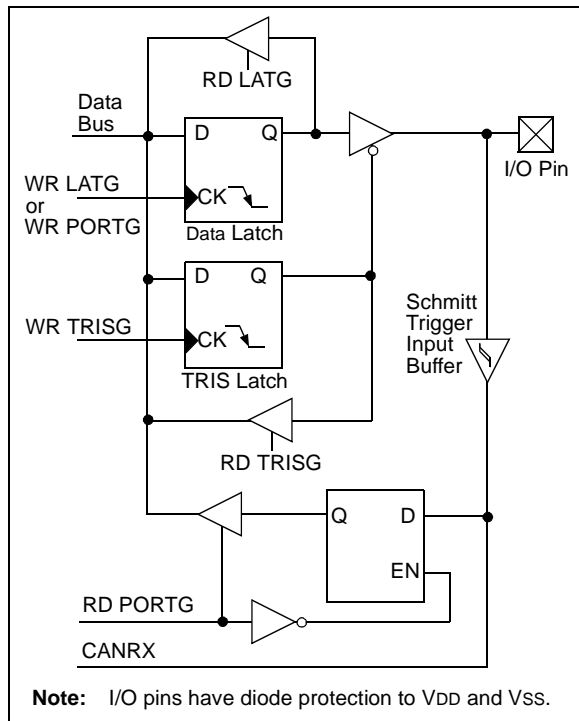 RD LATG
Data
Bus
D Q
I/O Pin
WR LATG
or
WR PORTG
CK
Data Latch
D Q
WR TRISG
CK
TRIS Latch
Schmitt
Trigger
Input
Buffer
RD TRISG
Q D
EN
RD PORTG
CANRX
Note: I/O pins have diode protection to VDD and VSS.